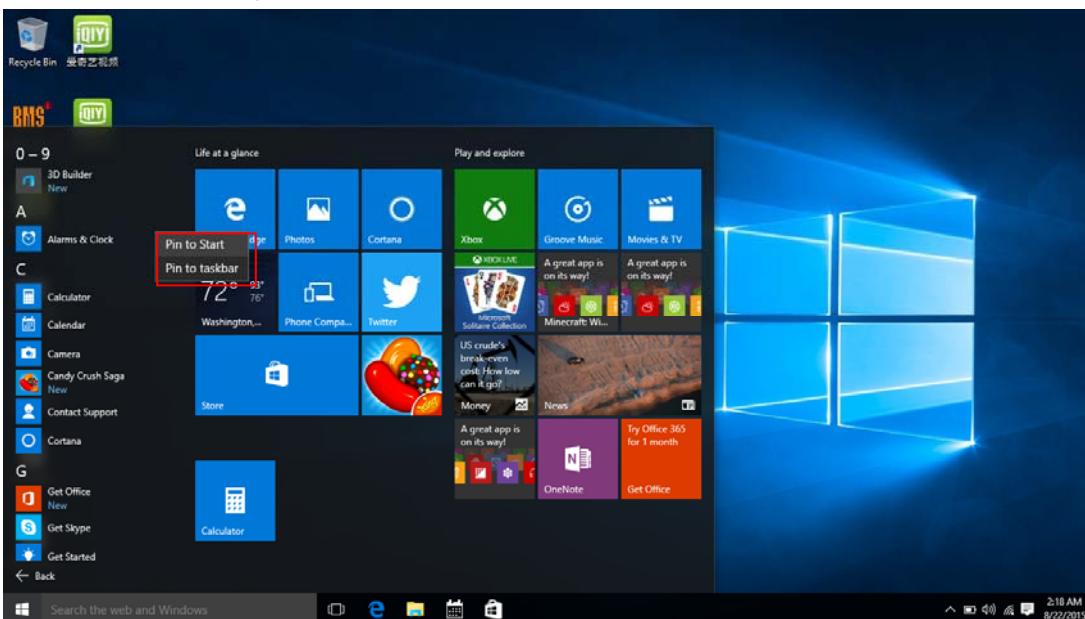 Recycle Bin
爱奇艺视频
iQIYI
BMS
iQIYI
0 – 9
3D Builder
New
A
Alarms & Clock
C
Calculator
Calendar
Camera
Candy Crush Saga
New
Contact Support
Cortana
G
Get Office
New
Get Skype
Get Started
Back
Pin to Start
Pin to taskbar
Life at a glance
dge
Photos
Cortana
72°
93°
76°
Washington,...
Phone Compa...
Twitter
Store
Calculator
Play and explore
Xbox
Groove Music
Movies & TV
XBOX LIVE
Microsoft
Solitaire Collection
A great app is
on its way!
Minecraft: Wi...
A great app is
on its way!
US crude's
break-even
cost: How low
can it go?
Money
News
A great app is
on its way!
OneNote
Try Office 365
for 1 month
Get Office
Search the web and Windows
2:18 AM
8/22/2015